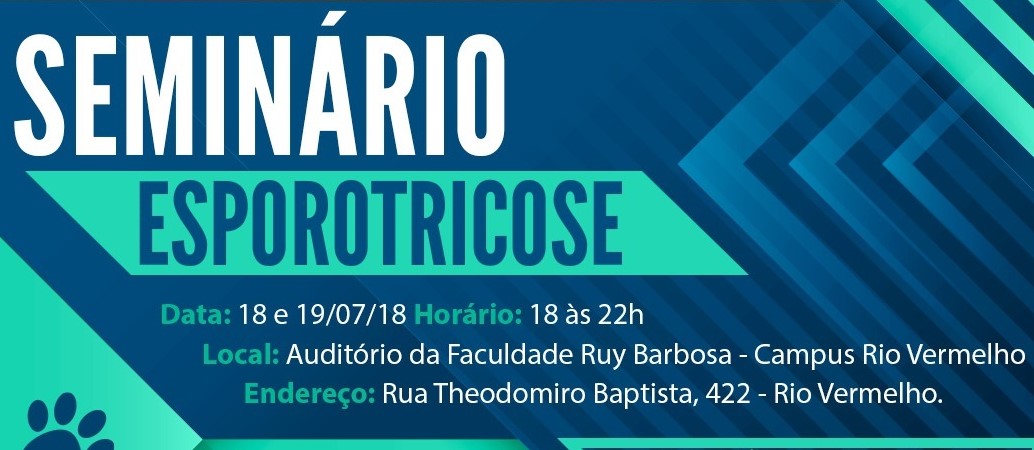 SEMINÁRIO
ESPOROTRICOSE
Data: 18 e 19/07/18 Horário: 18 às 22h
Local: Auditório da Faculdade Ruy Barbosa - Campus Rio Vermelho
Endereço: Rua Theodomiro Baptista, 422 - Rio Vermelho.